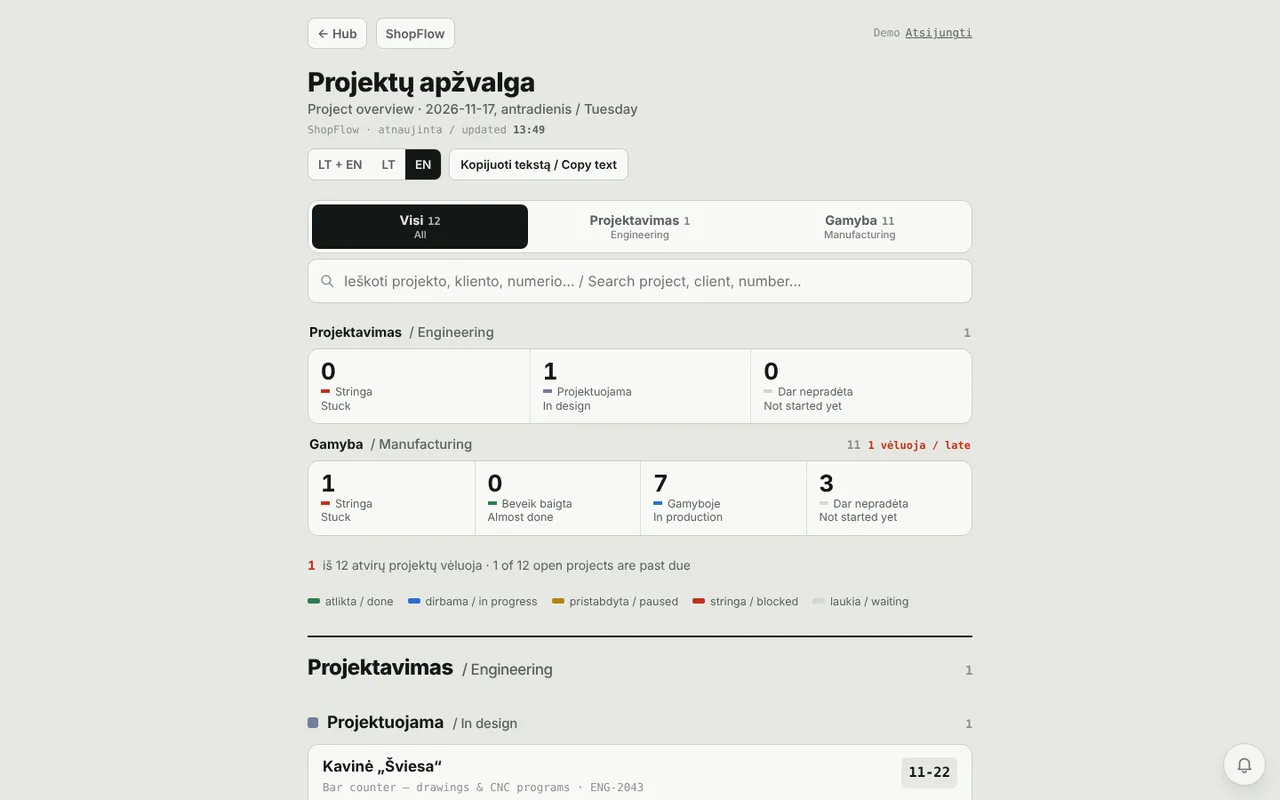 ← Hub
ShopFlow
Demo Atsijungti
Projektų apžvalga
Project overview · 2026-11-17, antradienis / Tuesday
ShopFlow · atnaujinta / updated 13:49
LT + EN
LT
EN
Kopijuoti tekstą / Copy text
Visi 12
All
Projektavimas 1
Engineering
Gamyba 11
Manufacturing
Ieškoti projekto, kliento, numerio... / Search project, client, number...
Projektavimas / Engineering 1
0
Stringa
Stuck
1
Projektuojama
In design
0
Dar nepradėta
Not started yet
Gamyba / Manufacturing 11 1 vėluoja / late
1
Stringa
Stuck
0
Beveik baigta
Almost done
7
Gamyboje
In production
3
Dar nepradėta
Not started yet
1 iš 12 atvirų projektų vėluoja · 1 of 12 open projects are past due
atlikta / done
dirbama / in progress
pristabdyta / paused
stringa / blocked
laukia / waiting
Projektavimas / Engineering 1
Projektuojama / In design 1
Kavinė „Šviesa“ 11-22
Bar counter — drawings & CNC programs · ENG-2043